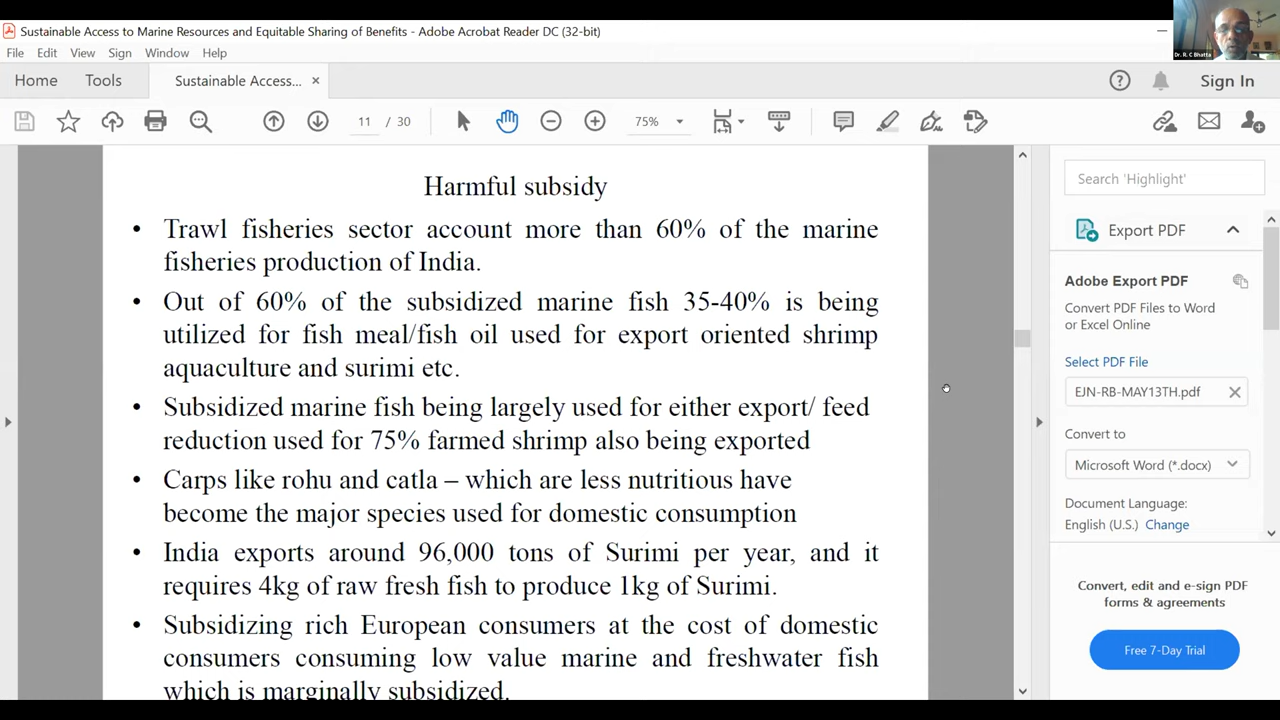 Sustainable Access to Marine Resources and Equitable Sharing of Benefits - Adobe Acrobat Reader DC (32-bit)
Dr. R. C Bhatta
File Edit View Sign Window Help
Home Tools Sustainable Access... × Sign In
11 / 30 75%
Harmful subsidy
• Trawl fisheries sector account more than 60% of the marine
fisheries production of India.
• Out of 60% of the subsidized marine fish 35-40% is being
utilized for fish meal/fish oil used for export oriented shrimp
aquaculture and surimi etc.
• Subsidized marine fish being largely used for either export/ feed
reduction used for 75% farmed shrimp also being exported
• Carps like rohu and catla – which are less nutritious have
become the major species used for domestic consumption
• India exports around 96,000 tons of Surimi per year, and it
requires 4kg of raw fresh fish to produce 1kg of Surimi.
• Subsidizing rich European consumers at the cost of domestic
consumers consuming low value marine and freshwater fish
which is marginally subsidized.
Search 'Highlight'
Export PDF
Adobe Export PDF
Convert PDF Files to Word
or Excel Online
Select PDF File
EJN-RB-MAY13TH.pdf
Convert to
Microsoft Word (*.docx)
Document Language:
English (U.S.) Change
Convert, edit and e-sign PDF
forms & agreements
Free 7-Day Trial